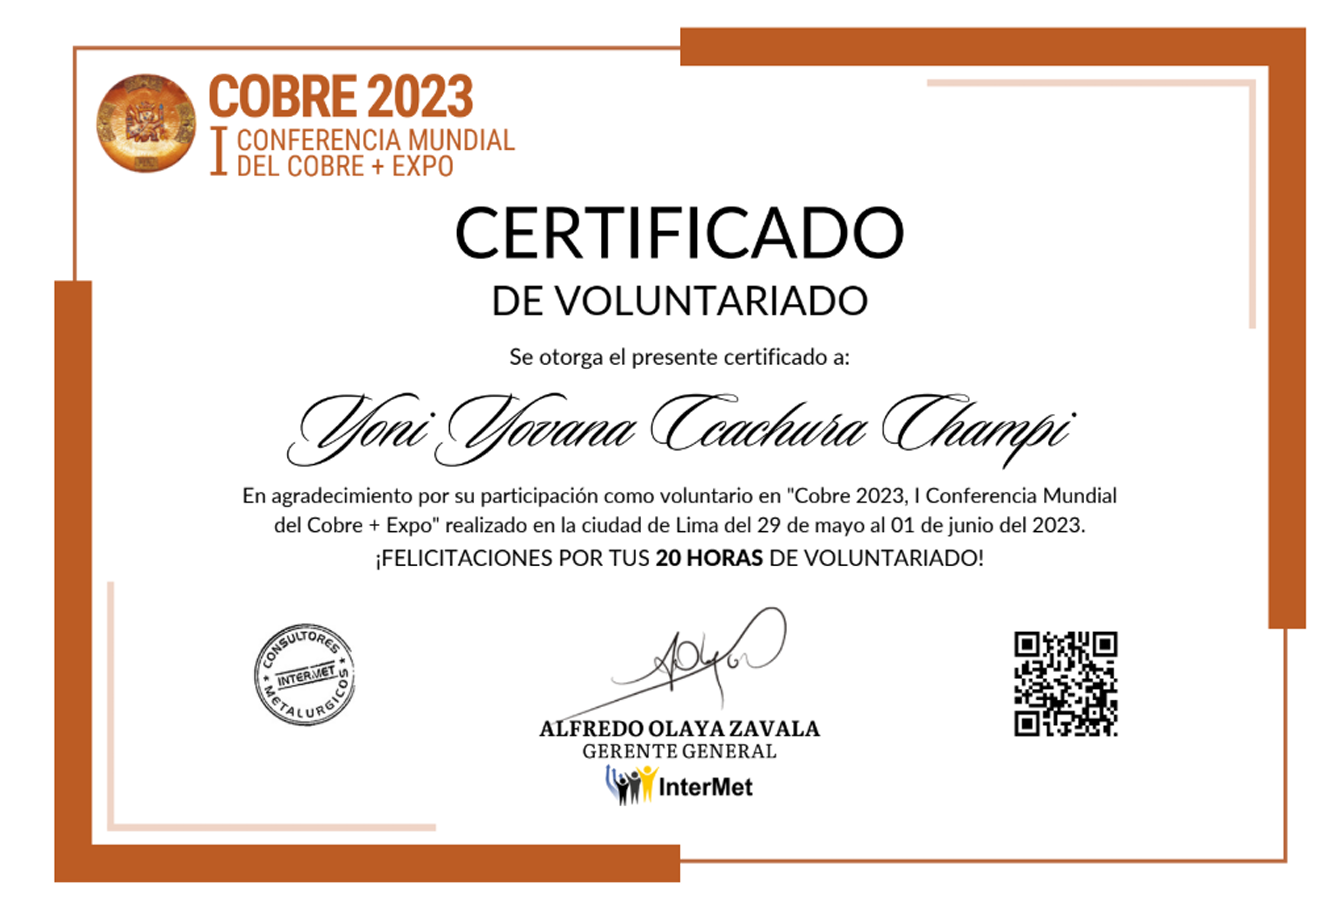 COBRE 2023
I CONFERENCIA MUNDIAL
DEL COBRE + EXPO
CERTIFICADO
DE VOLUNTARIADO
Se otorga el presente certificado a:
Yoni Yovana Ccachura Champi
En agradecimiento por su participación como voluntario en "Cobre 2023, I Conferencia Mundial
del Cobre + Expo" realizado en la ciudad de Lima del 29 de mayo al 01 de junio del 2023.
¡FELICITACIONES POR TUS 20 HORAS DE VOLUNTARIADO!
CONSULTORES
INTERMET
METALURGICOS
ALFREDO OLAYA ZAVALA
GERENTE GENERAL
InterMet